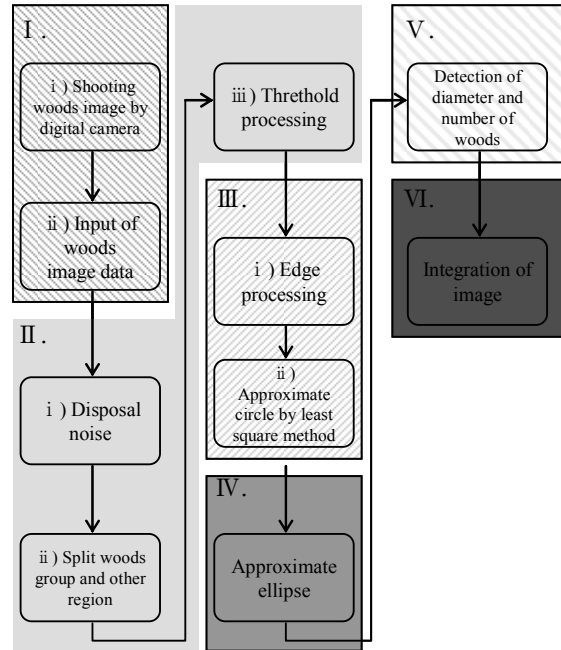 Ⅰ.
ⅰ) Shooting
woods image by
digital camera
ⅱ) Input of
woods
image data
Ⅱ.
ⅰ) Disposal
noise
ⅱ) Split woods
group and other
region
ⅲ) Threthold
processing
Ⅲ.
ⅰ) Edge
processing
ⅱ)
Approximate
circle by least
square method
Ⅳ.
Approximate
ellipse
Ⅴ.
Detection of
diameter and
number of
woods
Ⅵ.
Integration of
image